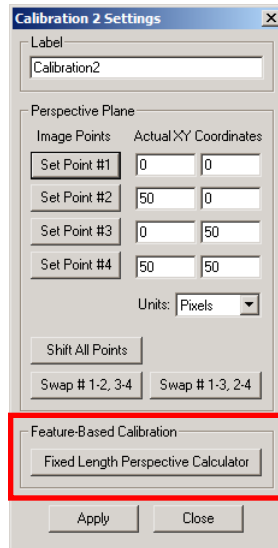 Calibration 2 Settings
Label
Calibration2
Perspective Plane
Image Points Actual XY Coordinates
Set Point #1 0 0
Set Point #2 50 0
Set Point #3 0 50
Set Point #4 50 50
Units: Pixels
Shift All Points
Swap # 1-2, 3-4 Swap # 1-3, 2-4
Feature-Based Calibration
Fixed Length Perspective Calculator
Apply Close